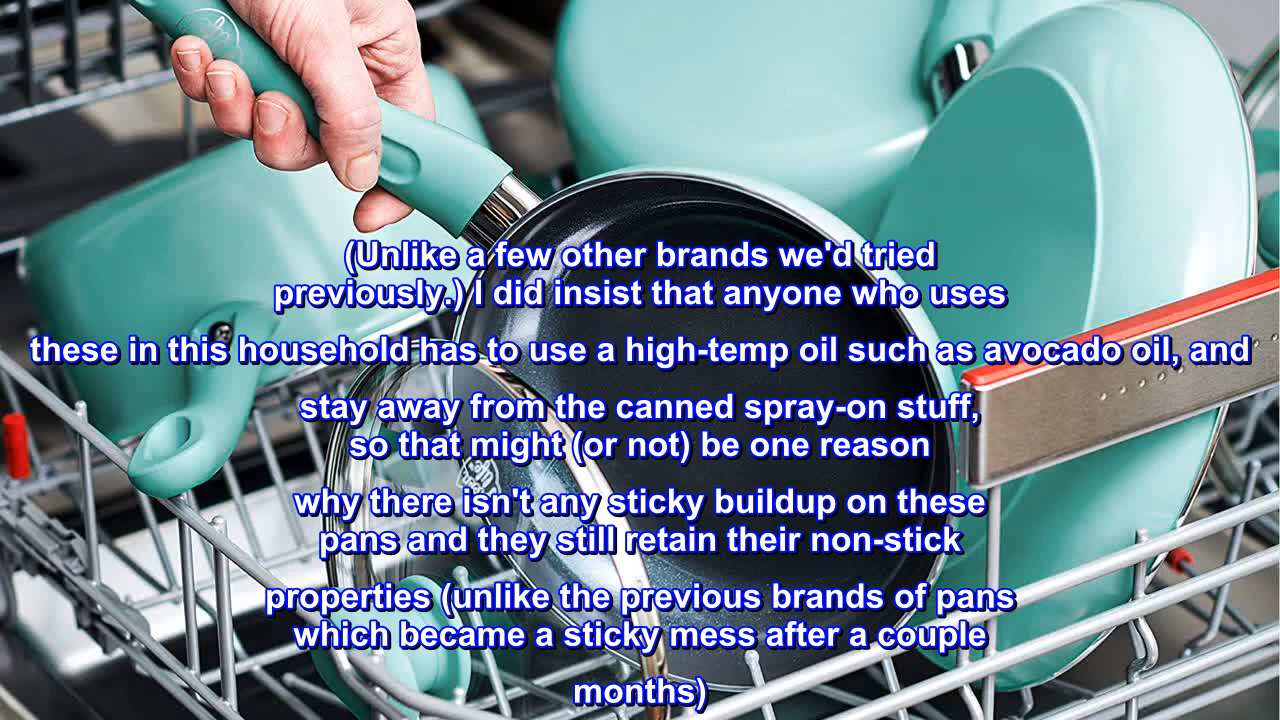 (Unlike a few other brands we'd tried
previously.) I did insist that anyone who uses
these in this household has to use a high-temp oil such as avocado oil, and
stay away from the canned spray-on stuff,
so that might (or not) be one reason
why there isn't any sticky buildup on these
pans and they still retain their non-stick
properties (unlike the previous brands of pans
which became a sticky mess after a couple
months)